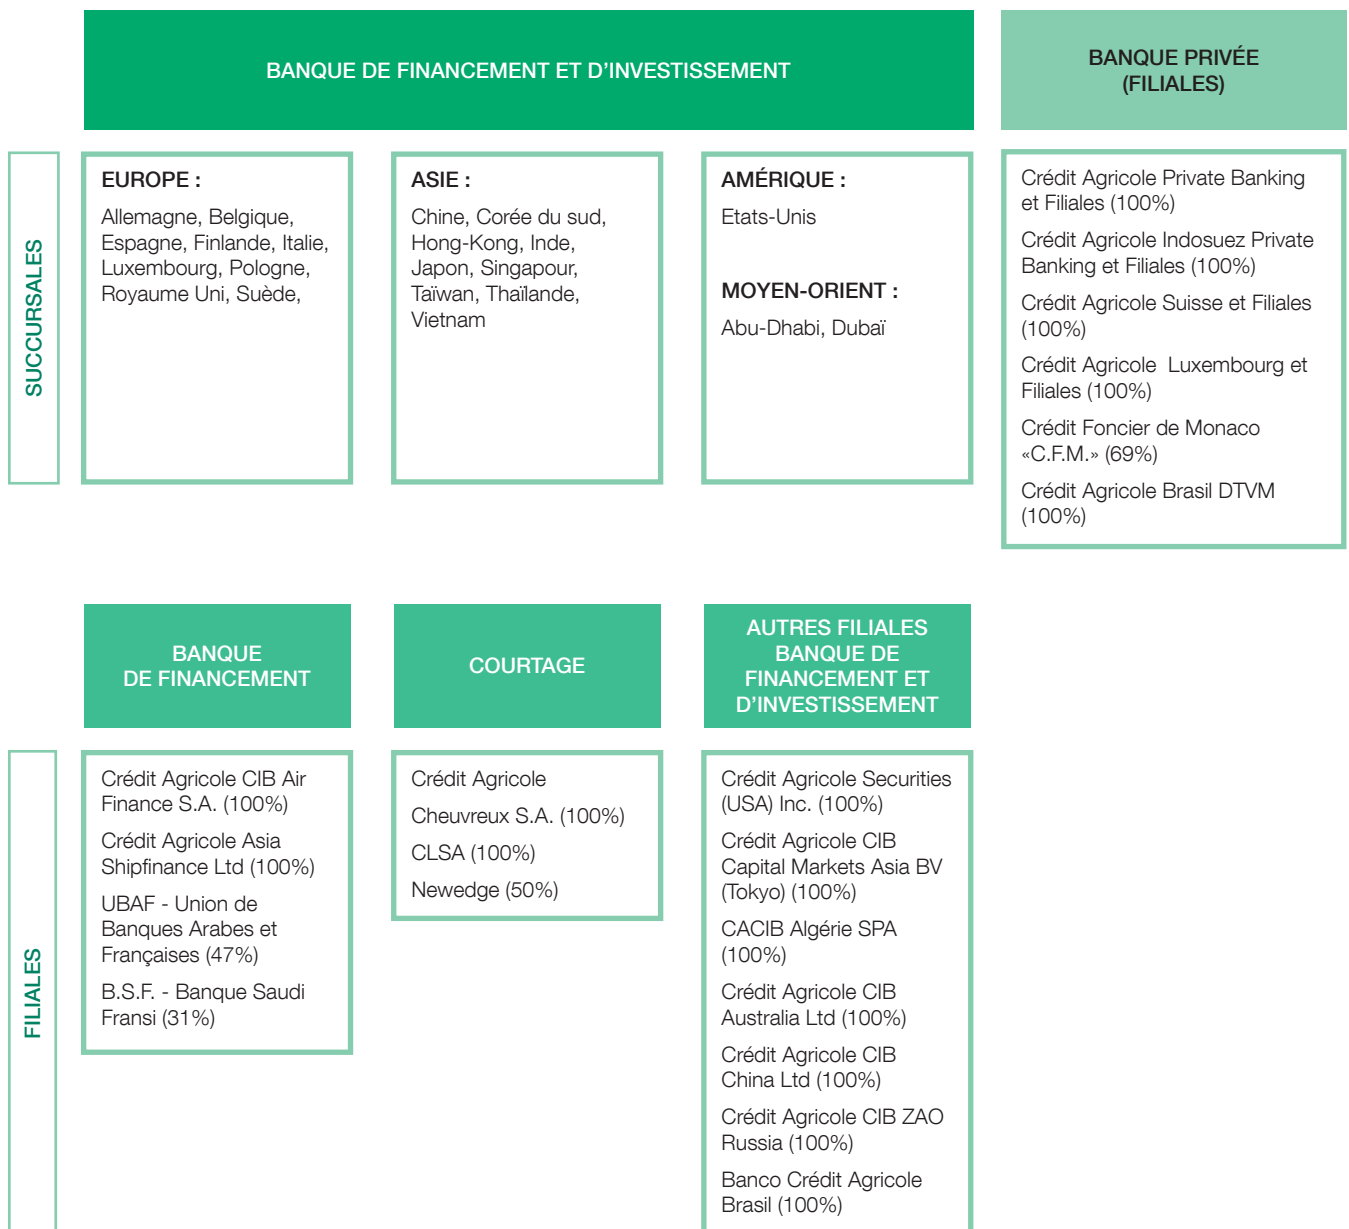 BANQUE DE FINANCEMENT ET D'INVESTISSEMENT
BANQUE PRIVÉE
(FILIALES)
SUCCURSALES
EUROPE :
Allemagne, Belgique,
Espagne, Finlande, Italie,
Luxembourg, Pologne,
Royaume Uni, Suède,
ASIE :
Chine, Corée du sud,
Hong-Kong, Inde,
Japon, Singapour,
Taïwan, Thaïlande,
Vietnam
AMÉRIQUE :
Etats-Unis
MOYEN-ORIENT :
Abu-Dhabi, Dubaï
Crédit Agricole Private Banking
et Filiales (100%)
Crédit Agricole Indosuez Private
Banking et Filiales (100%)
Crédit Agricole Suisse et Filiales
(100%)
Crédit Agricole  Luxembourg et
Filiales (100%)
Crédit Foncier de Monaco
«C.F.M.» (69%)
Crédit Agricole Brasil DTVM
(100%)
BANQUE
DE FINANCEMENT
COURTAGE
AUTRES FILIALES
BANQUE DE
FINANCEMENT ET
D'INVESTISSEMENT
FILIALES
Crédit Agricole CIB Air
Finance S.A. (100%)
Crédit Agricole Asia
Shipfinance Ltd (100%)
UBAF - Union de
Banques Arabes et
Françaises (47%)
B.S.F. - Banque Saudi
Fransi (31%)
Crédit Agricole
Cheuvreux S.A. (100%)
CLSA (100%)
Newedge (50%)
Crédit Agricole Securities
(USA) Inc. (100%)
Crédit Agricole CIB
Capital Markets Asia BV
(Tokyo) (100%)
CACIB Algérie SPA
(100%)
Crédit Agricole CIB
Australia Ltd (100%)
Crédit Agricole CIB
China Ltd (100%)
Crédit Agricole CIB ZAO
Russia (100%)
Banco Crédit Agricole
Brasil (100%)